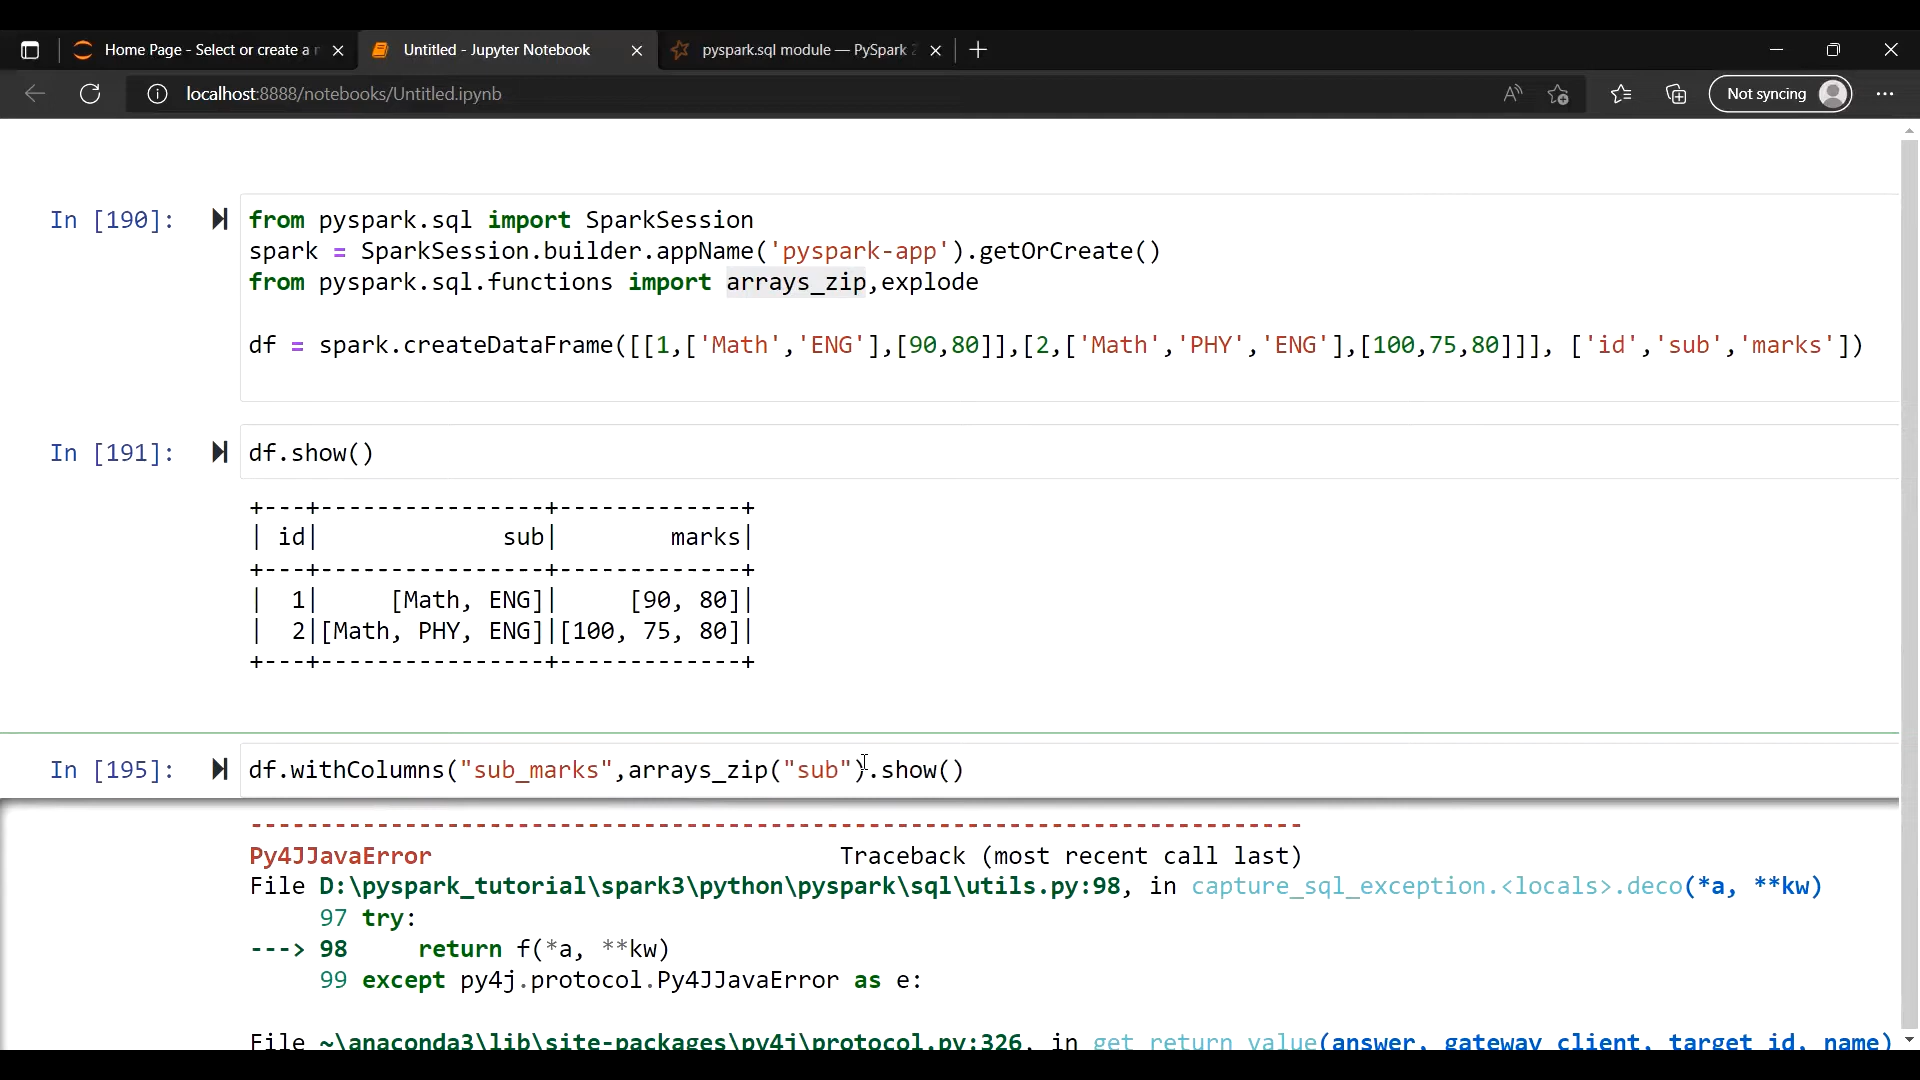 Home Page - Select or create a n
Untitled - Jupyter Notebook
pyspark.sql module — PySpark 2
localhost:8888/notebooks/Untitled.ipynb
Not syncing
In [190]:
from pyspark.sql import SparkSession
spark = SparkSession.builder.appName('pyspark-app').getOrCreate()
from pyspark.sql.functions import arrays_zip,explode
df = spark.createDataFrame([[1,['Math','ENG'],[90,80]],[2,['Math','PHY','ENG'],[100,75,80]]], ['id','sub','marks'])
In [191]:
df.show()
+---+----------------+-------------+
| id|             sub|        marks|
+---+----------------+-------------+
|  1|     [Math, ENG]|     [90, 80]|
|  2|[Math, PHY, ENG]|[100, 75, 80]|
+---+----------------+-------------+
In [195]:
df.withColumns("sub_marks",arrays_zip("sub").show()
---------------------------------------------------------------------------
Py4JJavaError                             Traceback (most recent call last)
File D:\pyspark_tutorial\spark3\python\pyspark\sql\utils.py:98, in capture_sql_exception.<locals>.deco(*a, **kw)
     97 try:
---> 98     return f(*a, **kw)
     99 except py4j.protocol.Py4JJavaError as e:
File ~\anaconda3\lib\site-packages\py4j\protocol.py:326, in get_return_value(answer, gateway_client, target_id, name)